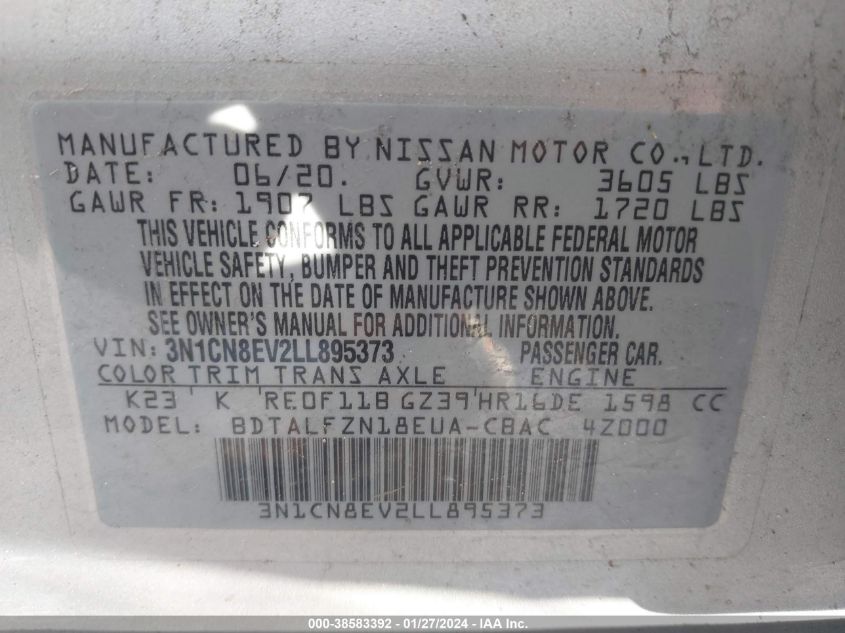 MANUFACTURED BY NISSAN MOTOR CO., LTD.
DATE: 06/20. GVWR: 3605 LBS
GAWR FR: 1907 LBS GAWR RR: 1720 LBS
THIS VEHICLE CONFORMS TO ALL APPLICABLE FEDERAL MOTOR
VEHICLE SAFETY, BUMPER AND THEFT PREVENTION STANDARDS
IN EFFECT ON THE DATE OF MANUFACTURE SHOWN ABOVE.
SEE OWNER'S MANUAL FOR ADDITIONAL INFORMATION.
VIN: 3N1CN8EV2LL895373 PASSENGER CAR.
COLOR TRIM TRANS AXLE ENGINE
K23 K RE0F11B GZ39 HR16DE 1598 CC
MODEL: BDTALFZN18EUA-CBAC 4Z000
3N1CN8EV2LL895373
000-38583392 - 01/27/2024 - IAA Inc.